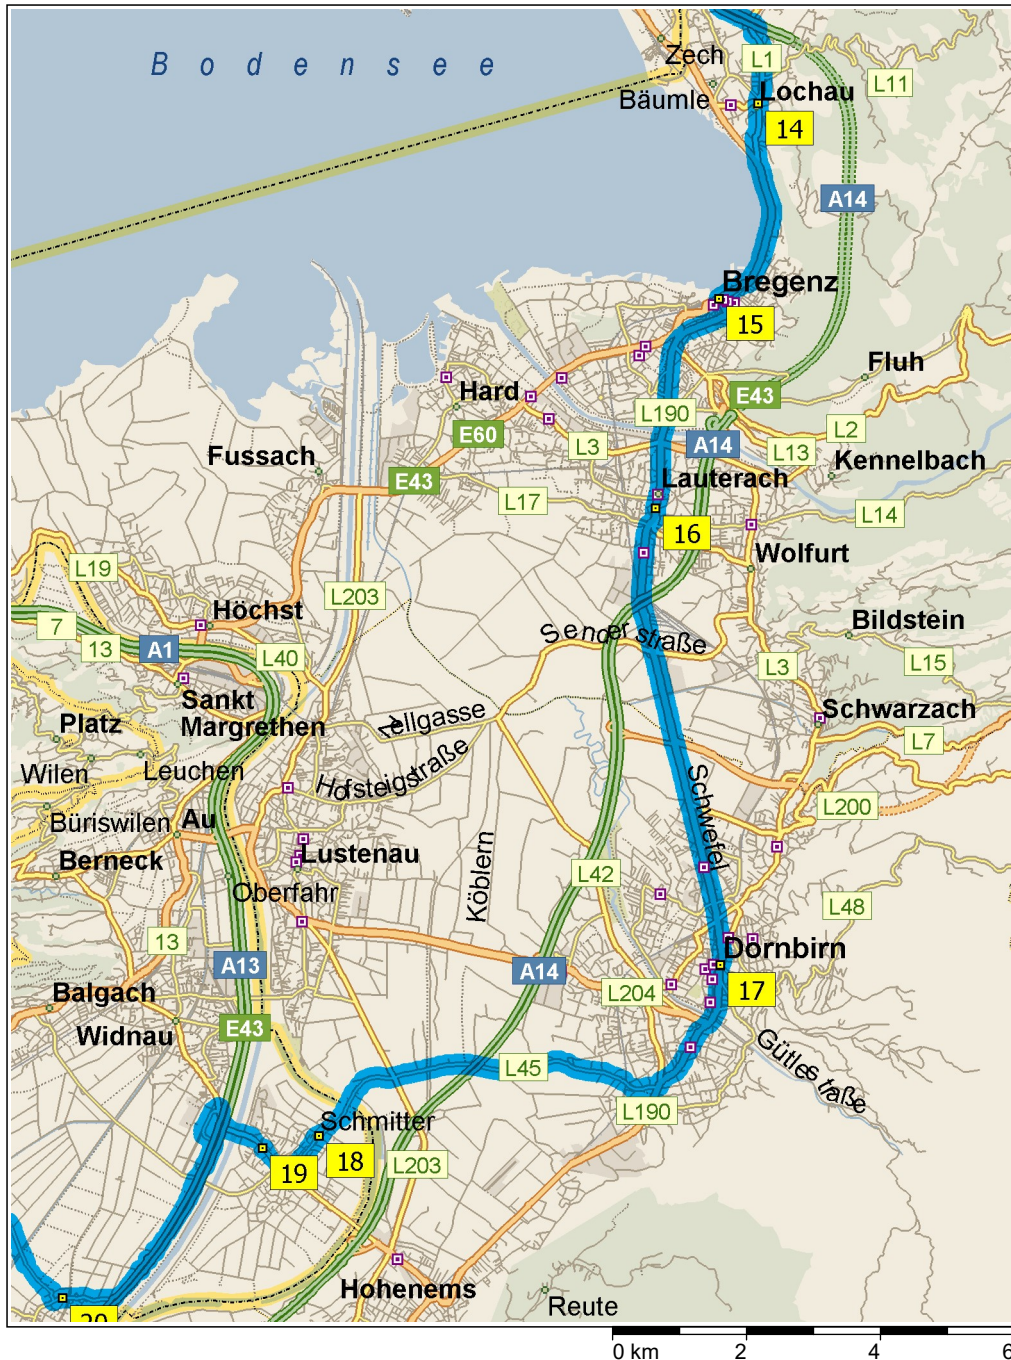 Bodensee
Zech
L1
L11
Bäumle
Lochau
14
A14
Bregenz
15
Fluh
E43
Hard
L190
L2
E60
L3
A14
L13
Fussach
Kennelbach
E43
Lauterach
L17
L14
16
Wolfurt
L19
L203
Höchst
7
Senderstraße
Bildstein
13
A1
L40
L3
L15
Sankt
Margrethen
Zellgasse
Schwarzach
Platz
L7
Wilen
Leuchen
Hofsteigstraße
Schwefel
L200
Büriswilen
Au
Berneck
Lustenau
Köblern
L42
Oberfahr
L48
13
Dornbirn
A13
A14
L204
17
Balgach
Widnau
E43
Gütlestraße
L45
L190
Schmitter
18
19
L203
Hohenems
Reute
20
0 km
2
4
6